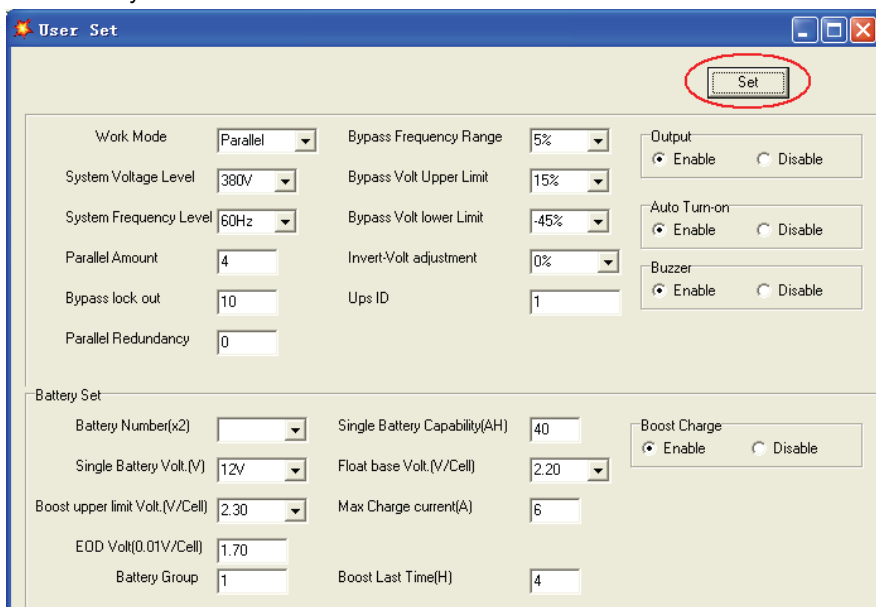 User Set
Set
Work Mode Parallel Bypass Frequency Range 5% Output
Enable Disable
System Voltage Level 380V Bypass Volt Upper Limit 15%
System Frequency Level 60Hz Bypass Volt lower Limit -45% Auto Turn-on
Enable Disable
Parallel Amount 4 Invert-Volt adjustment 0% Buzzer
Enable Disable
Bypass lock out 10 Ups ID 1
Parallel Redundancy 0
Battery Set
Battery Number(x2) Single Battery Capability(AH) 40 Boost Charge
Enable Disable
Single Battery Volt.(V) 12V Float base Volt.(V/Cell) 2.20
Boost upper limit Volt.(V/Cell) 2.30 Max Charge current(A) 6
EOD Volt(0.01V/Cell) 1.70
Battery Group 1 Boost Last Time(H) 4